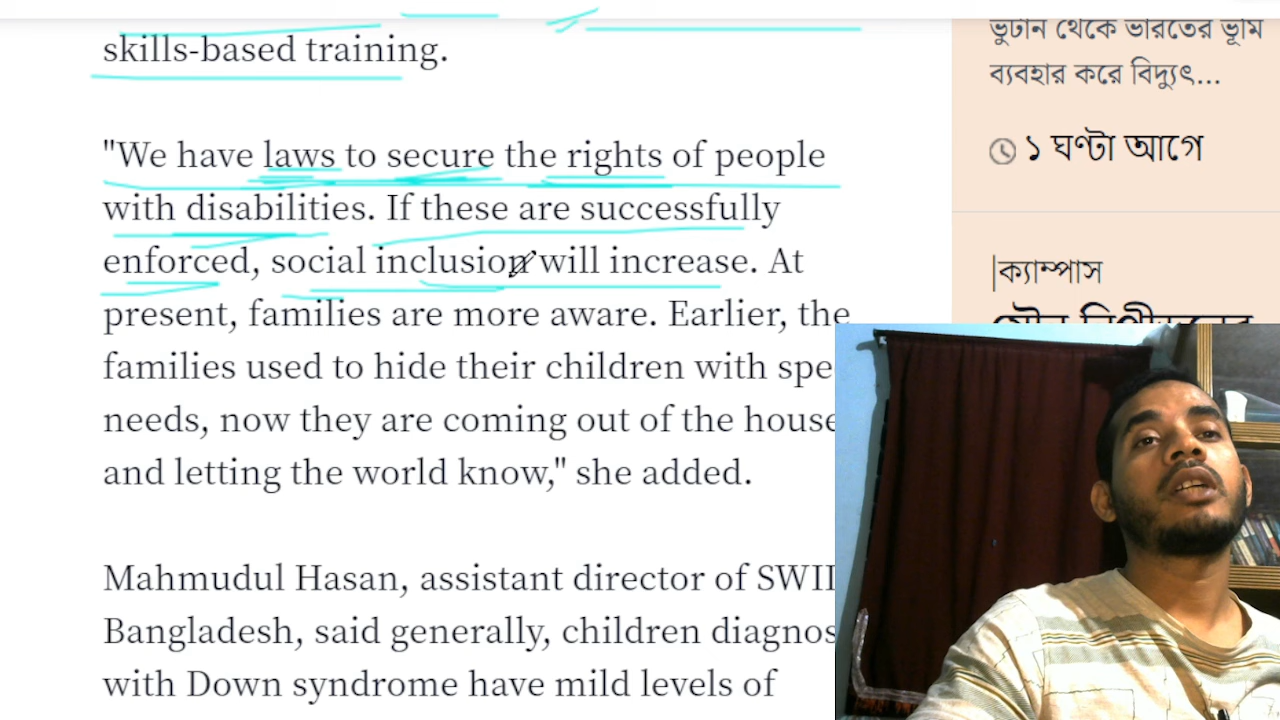 skills-based training.
"We have laws to secure the rights of people
with disabilities. If these are successfully
enforced, social inclusion will increase. At
present, families are more aware. Earlier, the
families used to hide their children with spe
needs, now they are coming out of the house
and letting the world know," she added.
Mahmudul Hasan, assistant director of SWII
Bangladesh, said generally, children diagnos
with Down syndrome have mild levels of
ভুটান থেকে ভারতের ভূমি
ব্যবহার করে বিদ্যুৎ...
১ ঘণ্টা আগে
|ক্যাম্পাস